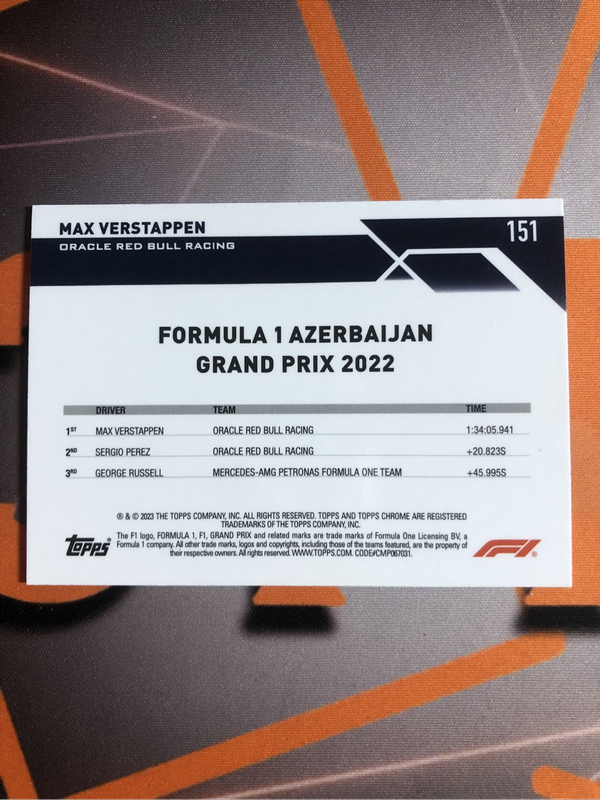 MAX VERSTAPPEN
ORACLE RED BULL RACING
151
FORMULA 1 AZERBAIJAN
GRAND PRIX 2022
DRIVER TEAM TIME
1ST MAX VERSTAPPEN ORACLE RED BULL RACING 1:34:05.941
2ND SERGIO PEREZ ORACLE RED BULL RACING +20.823S
3RD GEORGE RUSSELL MERCEDES-AMG PETRONAS FORMULA ONE TEAM +45.995S
® & © 2023 THE TOPPS COMPANY, INC. ALL RIGHTS RESERVED. TOPPS AND TOPPS CHROME ARE REGISTERED
TRADEMARKS OF THE TOPPS COMPANY, INC.
The F1 logo, FORMULA 1, F1, GRAND PRIX and related marks are trade marks of Formula One Licensing BV, a
Formula 1 company. All other trade marks, logos and copyrights, including those of the teams featured, are the property of
their respective owners. All rights reserved. WWW.TOPPS.COM. CODE#CMP067031.
TOPPS®
F1®